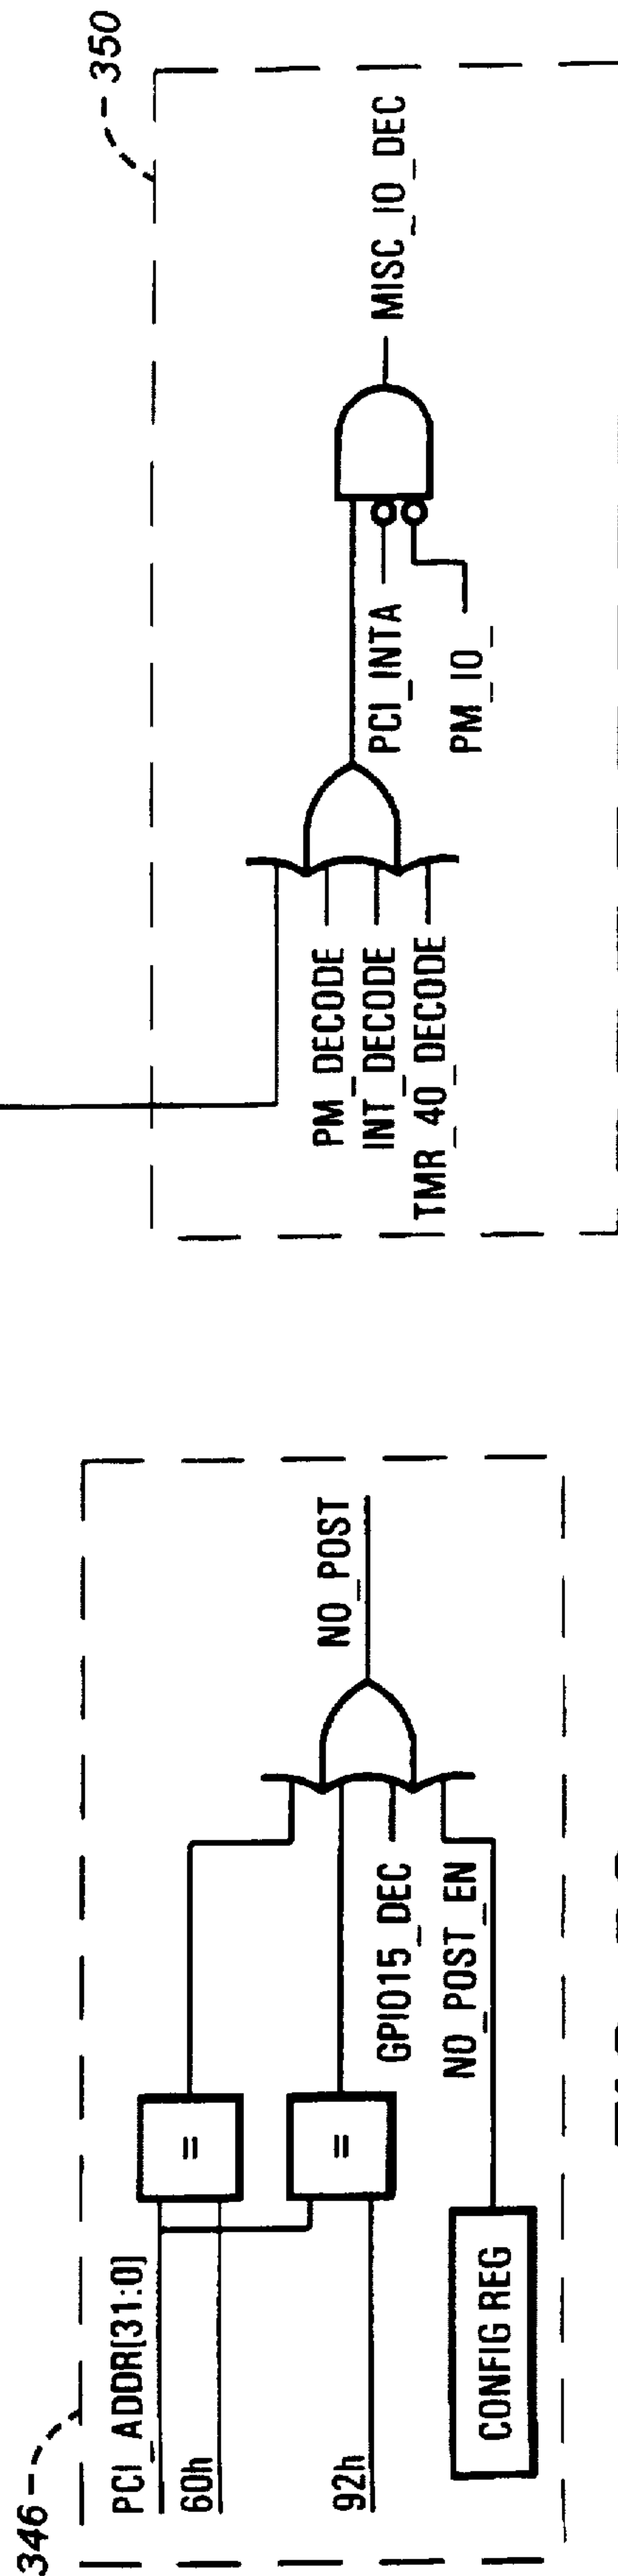 346
PCI_ADDR[31:0]
60h
=
92h
=
GPIO15_DEC
NO_POST_EN
CONFIG REG
NO_POST
350
PM_DECODE
INT_DECODE
TMR_40_DECODE
PCI_INTA
PM_IO_
MISC_IO_DEC